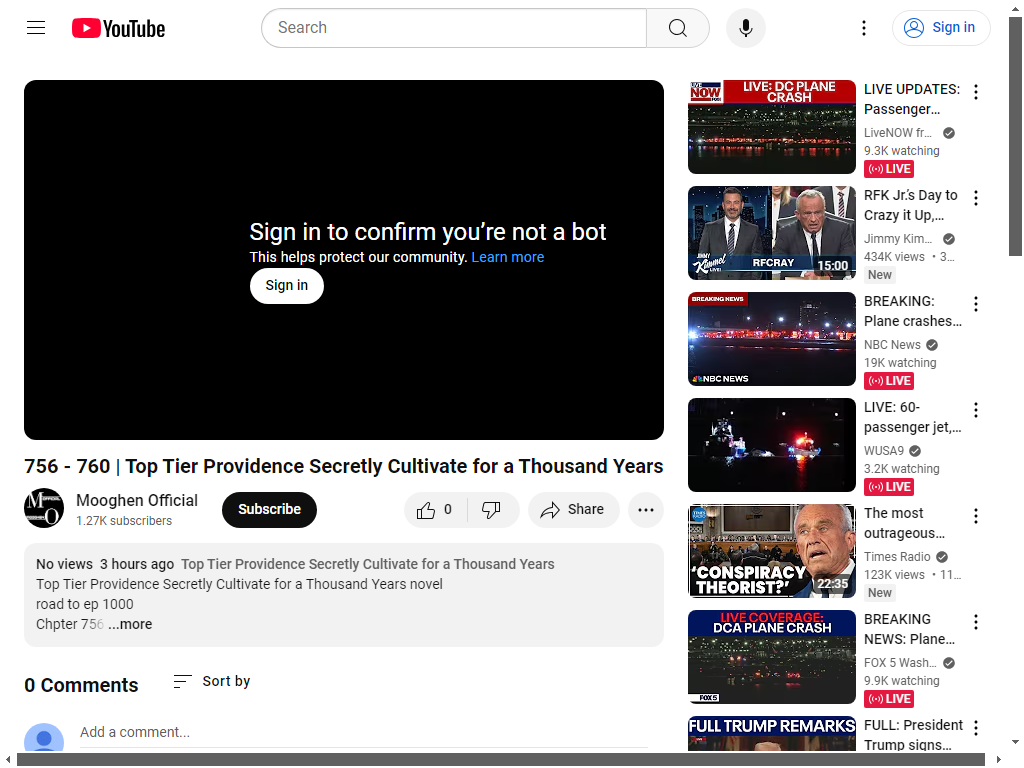 YouTube
Search
Sign in
Sign in to confirm you’re not a bot
This helps protect our community. Learn more
Sign in
756 - 760 | Top Tier Providence Secretly Cultivate for a Thousand Years
Mooghen Official
1.27K subscribers
Subscribe
0
Share
No views 3 hours ago Top Tier Providence Secretly Cultivate for a Thousand Years
Top Tier Providence Secretly Cultivate for a Thousand Years novel
road to ep 1000
Chpter 756 ...more
0 Comments
Sort by
Add a comment...
LIVE NOW FOX
LIVE: DC PLANE CRASH
LIVE UPDATES: Passenger...
LiveNOW fr...
9.3K watching
LIVE
JIMMY Kimmel LIVE!
RFCRAY
15:00
RFK Jr.'s Day to Crazy it Up,...
Jimmy Kim...
434K views • 3...
New
BREAKING NEWS
NBC NEWS
BREAKING: Plane crashes...
NBC News
19K watching
LIVE
LIVE: 60-passenger jet,...
WUSA9
3.2K watching
LIVE
'CONSPIRACY THEORIST?'
22:35
The most outrageous...
Times Radio
123K views • 11...
New
LIVE COVERAGE:
DCA PLANE CRASH
FOX 5
BREAKING NEWS: Plane...
FOX 5 Wash...
9.9K watching
LIVE
FULL TRUMP REMARKS
FULL: President Trump signs...